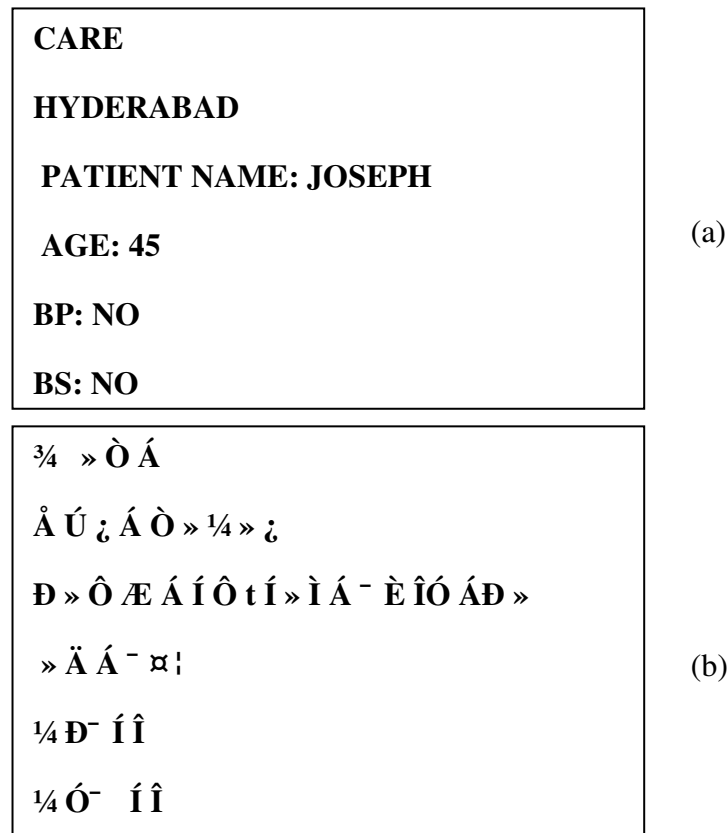 CARE
HYDERABAD
PATIENT NAME: JOSEPH
AGE: 45
BP: NO
BS: NO
(a)
¾ » Ò Á
Å Ú ¿ Á Ò » ¼ » ¿
Ð » Ô Æ Á Í Ô t Í » Ì Á ¯ È ÎÓ ÁÐ »
» Ä Á ¯ ¤ ¦
¼ Ð¯ Í Î
¼ Ó¯ Í Î
(b)